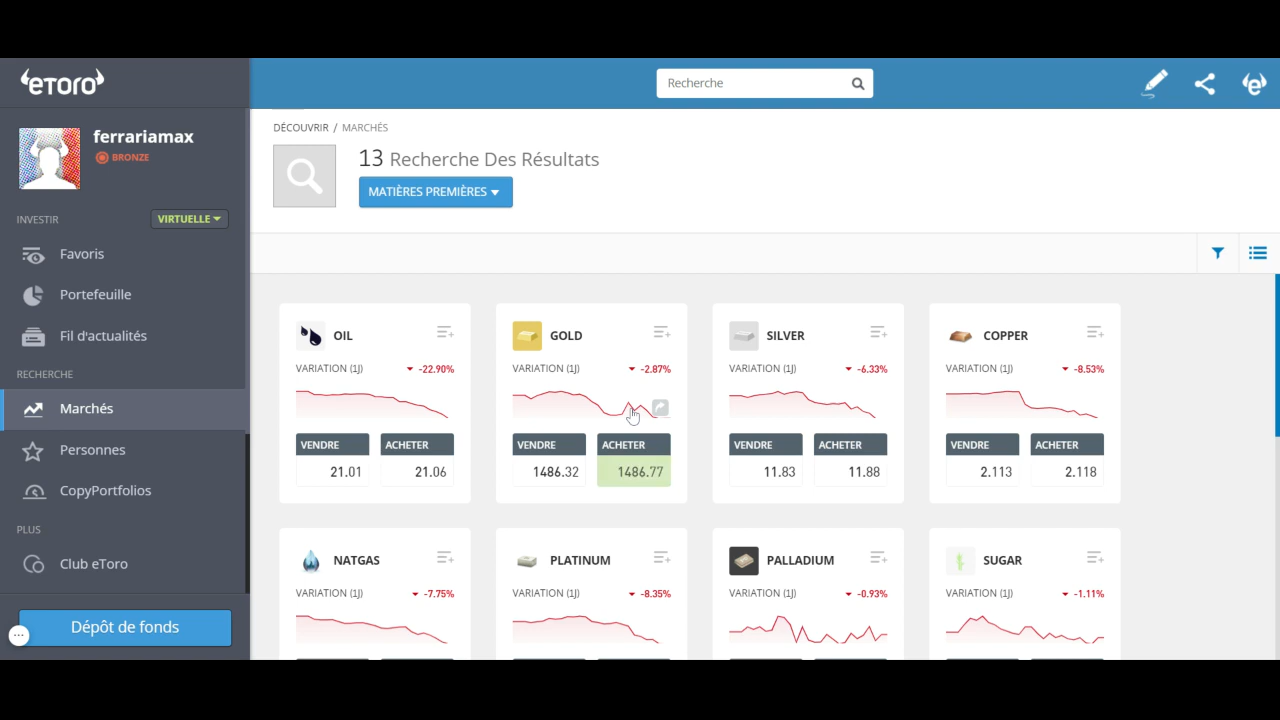 eTORO
ferrariamax
BRONZE
INVESTIR
VIRTUELLE
Favoris
Portefeuille
Fil d'actualités
RECHERCHE
Marchés
Personnes
CopyPortfolios
PLUS
Club eToro
Dépôt de fonds
Recherche
DÉCOUVRIR / MARCHÉS
13 Recherche Des Résultats
MATIÈRES PREMIÈRES
OIL
VARIATION (1J) -22.90%
VENDRE ACHETER
21.01 21.06
GOLD
VARIATION (1J) -2.87%
VENDRE ACHETER
1486.32 1486.77
SILVER
VARIATION (1J) -6.33%
VENDRE ACHETER
11.83 11.88
COPPER
VARIATION (1J) -8.53%
VENDRE ACHETER
2.113 2.118
NATGAS
VARIATION (1J) -7.75%
PLATINUM
VARIATION (1J) -8.35%
PALLADIUM
VARIATION (1J) -0.93%
SUGAR
VARIATION (1J) -1.11%